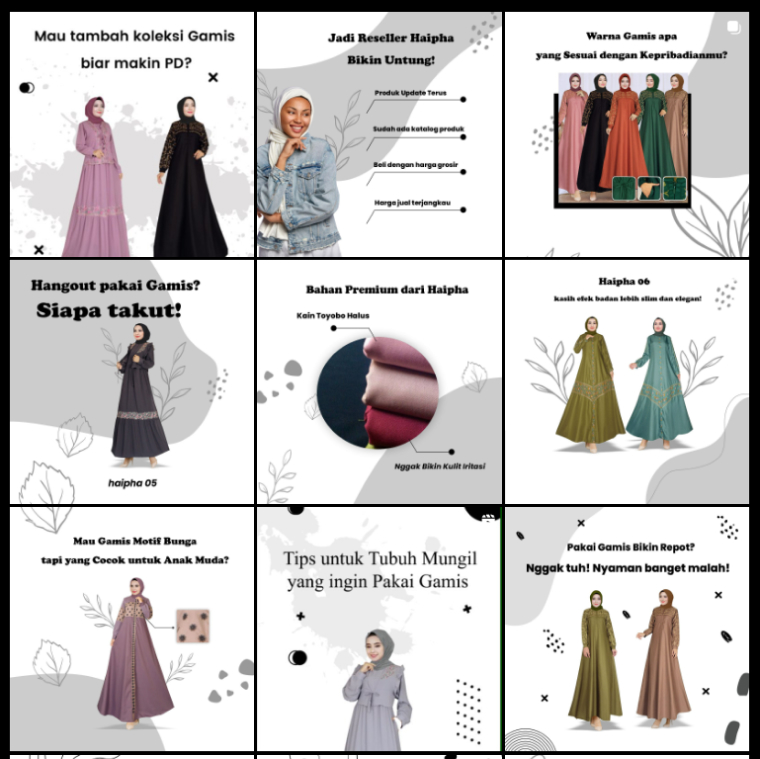 Mau tambah koleksi Gamis
biar makin PD?
Jadi Reseller Haipha
Bikin Untung!
Produk Update Terus
Sudah ada katalog produk
Beli dengan harga grosir
Harga jual terjangkau
Warna Gamis apa
yang Sesuai dengan Kepribadianmu?
Hangout pakai Gamis?
Siapa takut!
haipha 05
Bahan Premium dari Haipha
Kain Toyobo Halus
Nggak Bikin Kulit Iritasi
Haipha 06
kasih efek badan lebih slim dan elegan!
Mau Gamis Motif Bunga
tapi yang Cocok untuk Anak Muda?
Tips untuk Tubuh Mungil
yang ingin Pakai Gamis
Pakai Gamis Bikin Repot?
Nggak tuh! Nyaman banget malah!